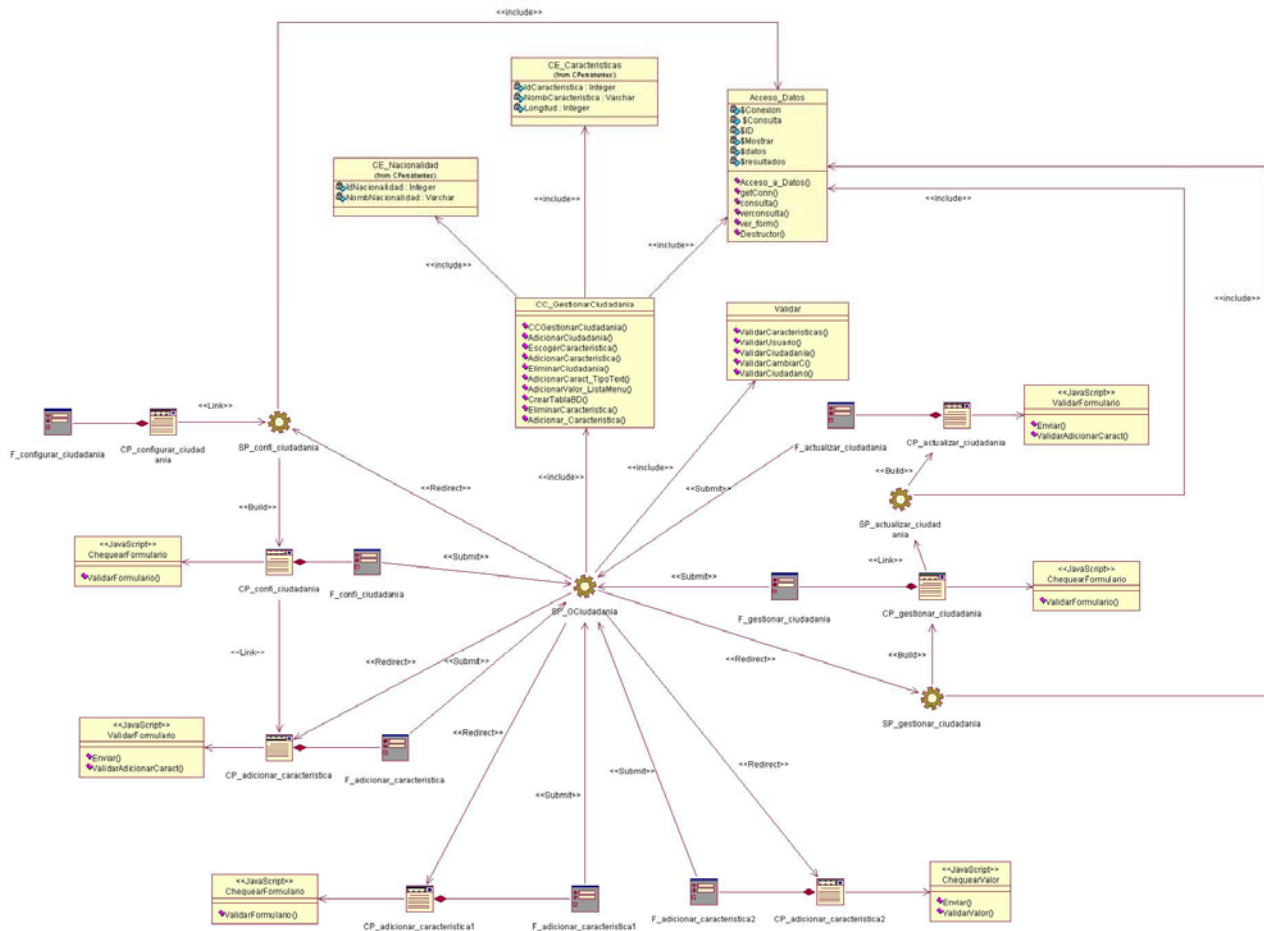 <<include>>
CE_Caracteristicas
(from CPersistentes)
IdCaracteristica : Integer
NombCaracteristica : Varchar
Longitud : Integer
Acceso_Datos
$Conexion
$Consulta
$ID
$Mostrar
$datos
$resultados
Acceso_a_Datos()
getConn()
consulta()
verconsulta()
ver_form()
Destructor()
CE_Nacionalidad
(from CPersistentes)
IdNacionalidad : Integer
NombNacionalidad : Varchar
<<include>>
<<include>>
<<include>>
<<include>>
<<include>>
CC_GestionarCiudadania
CCGestionarCiudadania()
AdicionarCiudadania()
EscogerCaracteristica()
AdicionarCaracteristica()
EliminarCiudadania()
AdicionarCaract_TipoText()
AdicionarValor_ListaMenu()
CrearTablaBD()
EliminarCaracteristica()
Adicionar_Caracteristica()
Validar
ValidarCaracteristicas()
ValidarUsuario()
ValidarCiudadania()
ValidarCambiarC()
ValidarCiudadano()
<<Link>>
F_configurar_ciudadania
CP_configurar_ciudad
ania
SP_confi_ciudadania
F_actualizar_ciudadania
CP_actualizar_ciudadania
<<JavaScript>>
ValidarFormulario
Enviar()
ValidarAdicionarCaract()
<<Redirect>>
<<include>>
<<include>>
<<Submit>>
<<Build>>
<<Build>>
SP_actualizar_ciudad
ania
<<JavaScript>>
ChequearFormulario
ValidarFormulario()
CP_confi_ciudadania
F_confi_ciudadania
<<Submit>>
SP_GCiudadania
<<Submit>>
F_gestionar_ciudadania
<<Link>>
CP_gestionar_ciudadania
<<JavaScript>>
ChequearFormulario
ValidarFormulario()
<<Link>>
<<Redirect>>
<<Submit>>
<<Redirect>>
<<Build>>
SP_gestionar_ciudadania
<<JavaScript>>
ValidarFormulario
Enviar()
ValidarAdicionarCaract()
CP_adicionar_caracteristica
F_adicionar_caracteristica
<<Redirect>>
<<Submit>>
<<Submit>>
<<Redirect>>
<<JavaScript>>
ChequearFormulario
ValidarFormulario()
CP_adicionar_caracteristica1
F_adicionar_caracteristica1
F_adicionar_caracteristica2
CP_adicionar_caracteristica2
<<JavaScript>>
ChequearValor
Enviar()
ValidarValor()